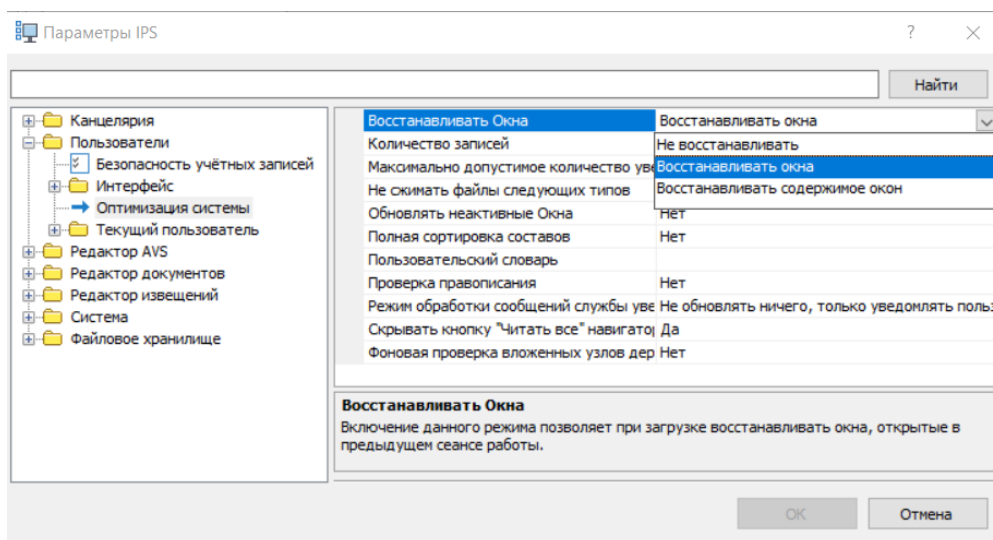 Параметры IPS
?
Найти
Канцелярия
Пользователи
Безопасность учётных записей
Интерфейс
Оптимизация системы
Текущий пользователь
Редактор AVS
Редактор документов
Редактор извещений
Система
Файловое хранилище
Восстанавливать Окна Восстанавливать окна
Количество записей Не восстанавливать
Максимально допустимое количество уве Восстанавливать окна
Не сжимать файлы следующих типов Восстанавливать содержимое окон
Обновлять неактивные Окна Нет
Полная сортировка составов Нет
Пользовательский словарь
Проверка правописания Нет
Режим обработки сообщений службы уве Не обновлять ничего, только уведомлять польз
Скрывать кнопку "Читать все" навигатор Да
Фоновая проверка вложенных узлов дер Нет
Восстанавливать Окна
Включение данного режима позволяет при загрузке восстанавливать окна, открытые в
предыдущем сеансе работы.
ОК Отмена